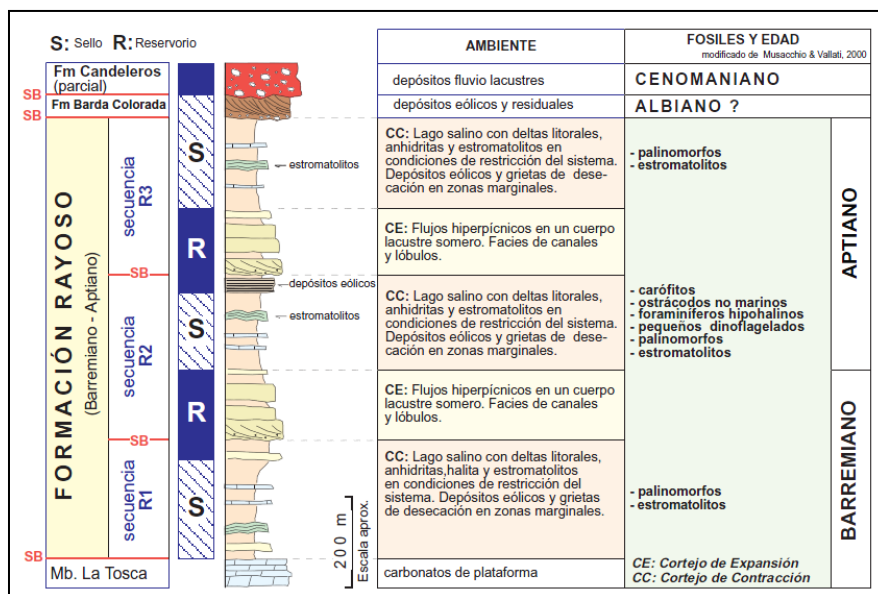 S: Sello R: Reservorio
AMBIENTE
FOSILES Y EDAD
modificado de Musacchio & Vallati, 2000
Fm Candeleros
(parcial)
depósitos fluvio lacustres
CENOMANIANO
SB
Fm Barda Colorada
depósitos eólicos y residuales
ALBIANO ?
SB
FORMACIÓN RAYOSO
(Barremiano - Aptiano)
secuencia
R3
S
estromatolitos
CC: Lago salino con deltas litorales,
anhidritas y estromatolitos en
condiciones de restricción del sistema.
Depósitos eólicos y grietas de dese-
cación en zonas marginales.
- palinomorfos
- estromatolitos
APTIANO
R
CE: Flujos hiperpícnicos en un cuerpo
lacustre somero. Facies de canales
y lóbulos.
SB
secuencia
R2
depósitos eólicos
S
estromatolitos
CC: Lago salino con deltas litorales,
anhidritas y estromatolitos en
condiciones de restricción del sistema.
Depósitos eólicos y grietas de dese-
cación en zonas marginales.
- carófitos
- ostrácodos no marinos
- foraminíferos hipohalinos
- pequeños dinoflagelados
- palinomorfos
- estromatolitos
R
CE: Flujos hiperpícnicos en un cuerpo
lacustre somero. Facies de canales
y lóbulos.
BARREMIANO
SB
secuencia
R1
S
CC: Lago salino con deltas litorales,
anhidritas,halita y estromatolitos
en condiciones de restricción del
sistema. Depósitos eólicos y grietas
de desecación en zonas marginales.
- palinomorfos
- estromatolitos
200 m
Escala aprox.
SB
Mb. La Tosca
carbonatos de plataforma
CE: Cortejo de Expansión
CC: Cortejo de Contracción